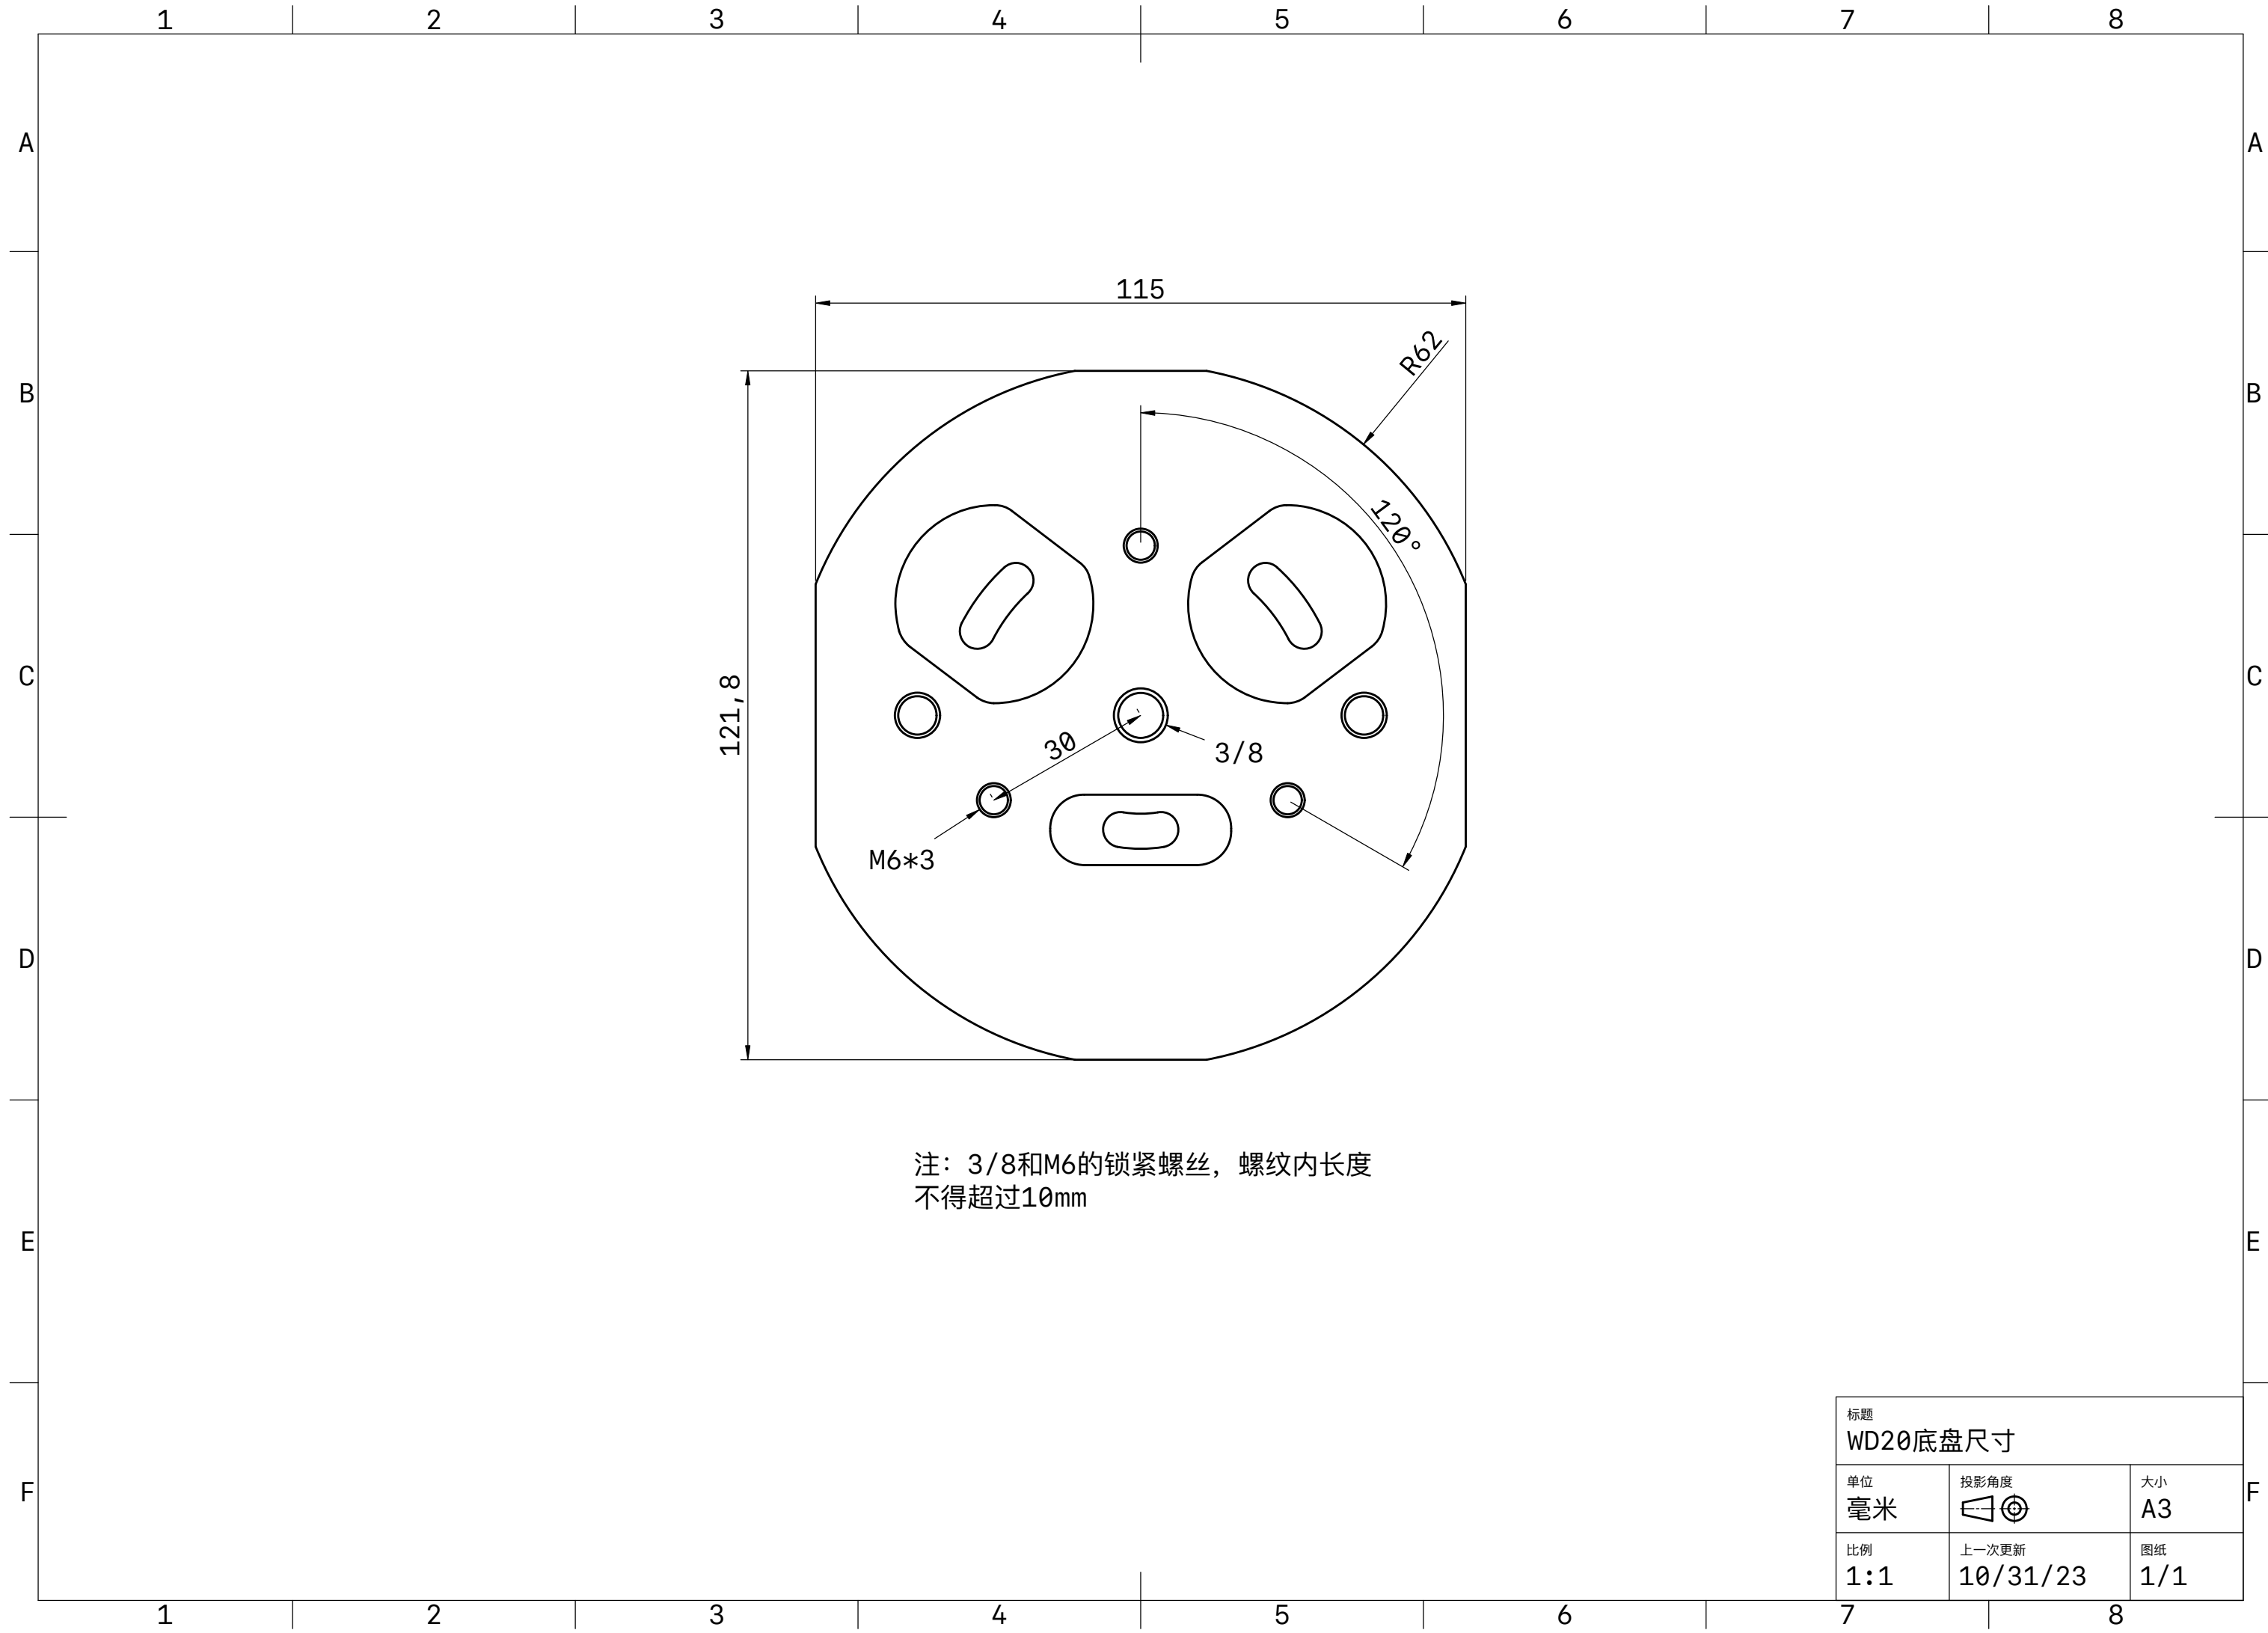 1 2 3 4 5 6 7 8
A A
115
R62
B B
120°
C C
121,8
30
3/8
M6*3
D D
注：3/8和M6的锁紧螺丝，螺纹内长度
不得超过10mm
E E
标题
WD20底盘尺寸
单位 投影角度 大小
F F
毫米 A3
比例 上一次更新 图纸
1:1 10/31/23 1/1
1 2 3 4 5 6 7 8